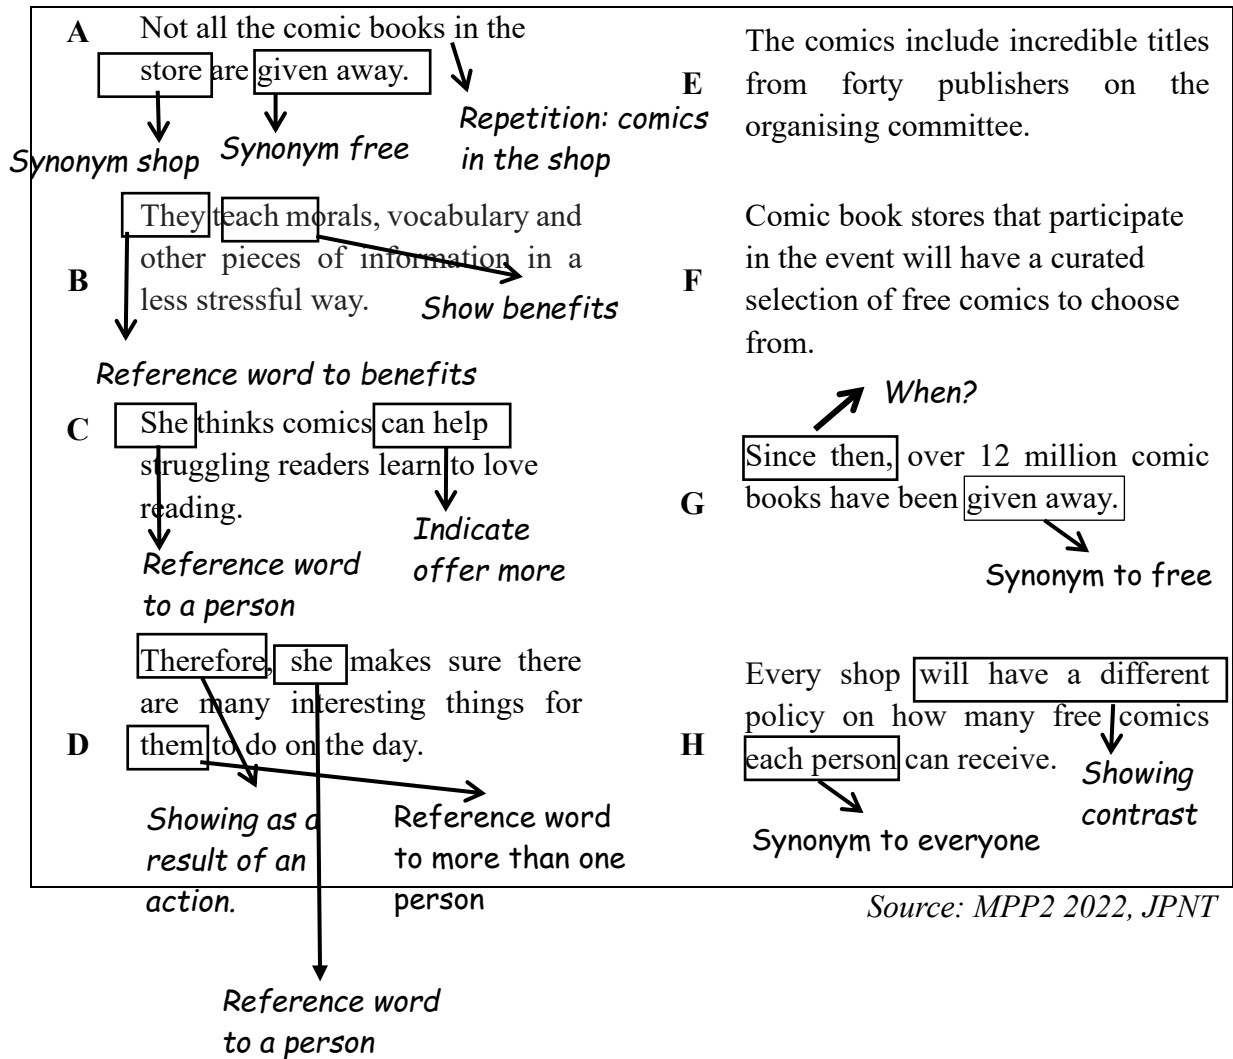 A
Not all the comic books in the
store are given away.
Synonym shop
Synonym free
Repetition: comics
in the shop
B
They teach morals, vocabulary and
other pieces of information in a
less stressful way.
Show benefits
Reference word to benefits
C
She thinks comics can help
struggling readers learn to love
reading.
Reference word
to a person
Indicate
offer more
D
Therefore, she makes sure there
are many interesting things for
them to do on the day.
Showing as a
result of an
action.
Reference word
to more than one
person
Reference word
to a person
E
The comics include incredible titles
from forty publishers on the
organising committee.
F
Comic book stores that participate
in the event will have a curated
selection of free comics to choose
from.
When?
G
Since then, over 12 million comic
books have been given away.
Synonym to free
H
Every shop will have a different
policy on how many free comics
each person can receive.
Showing
contrast
Synonym to everyone
Source: MPP2 2022, JPNT